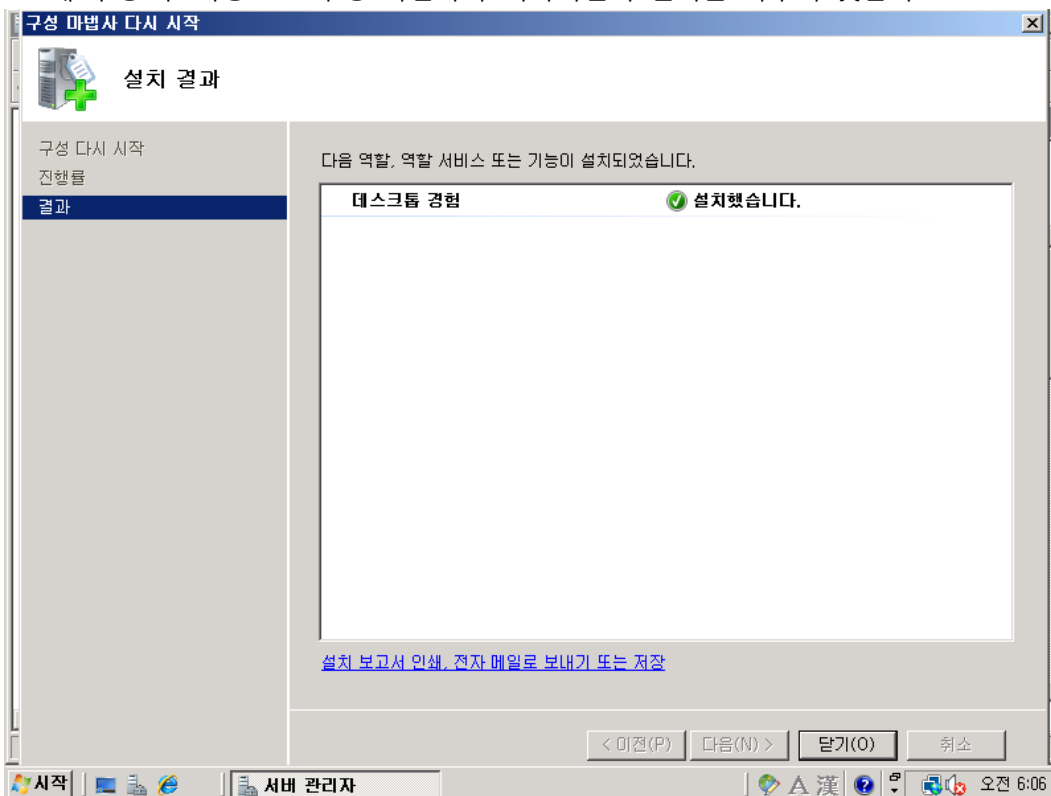 구성 마법사 다시 시작
설치 결과
구성 다시 시작
진행률
결과
다음 역할, 역할 서비스 또는 기능이 설치되었습니다.
데스크톱 경험 설치했습니다.
설치 보고서 인쇄, 전자 메일로 보내기 또는 저장
< 이전(P) 다음(N) > 닫기(O) 취소
시작 서버 관리자 A 漢 오전 6:06